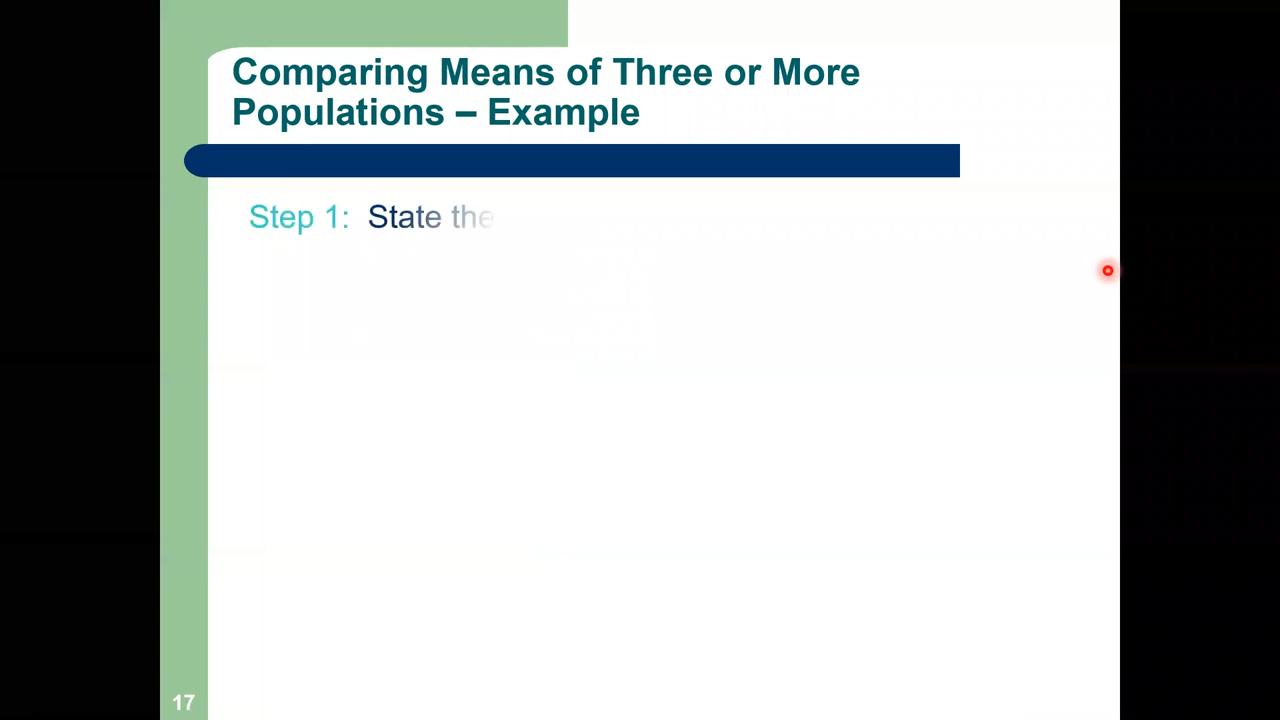 Comparing Means of Three or More
Populations – Example
Step 1: State the
17